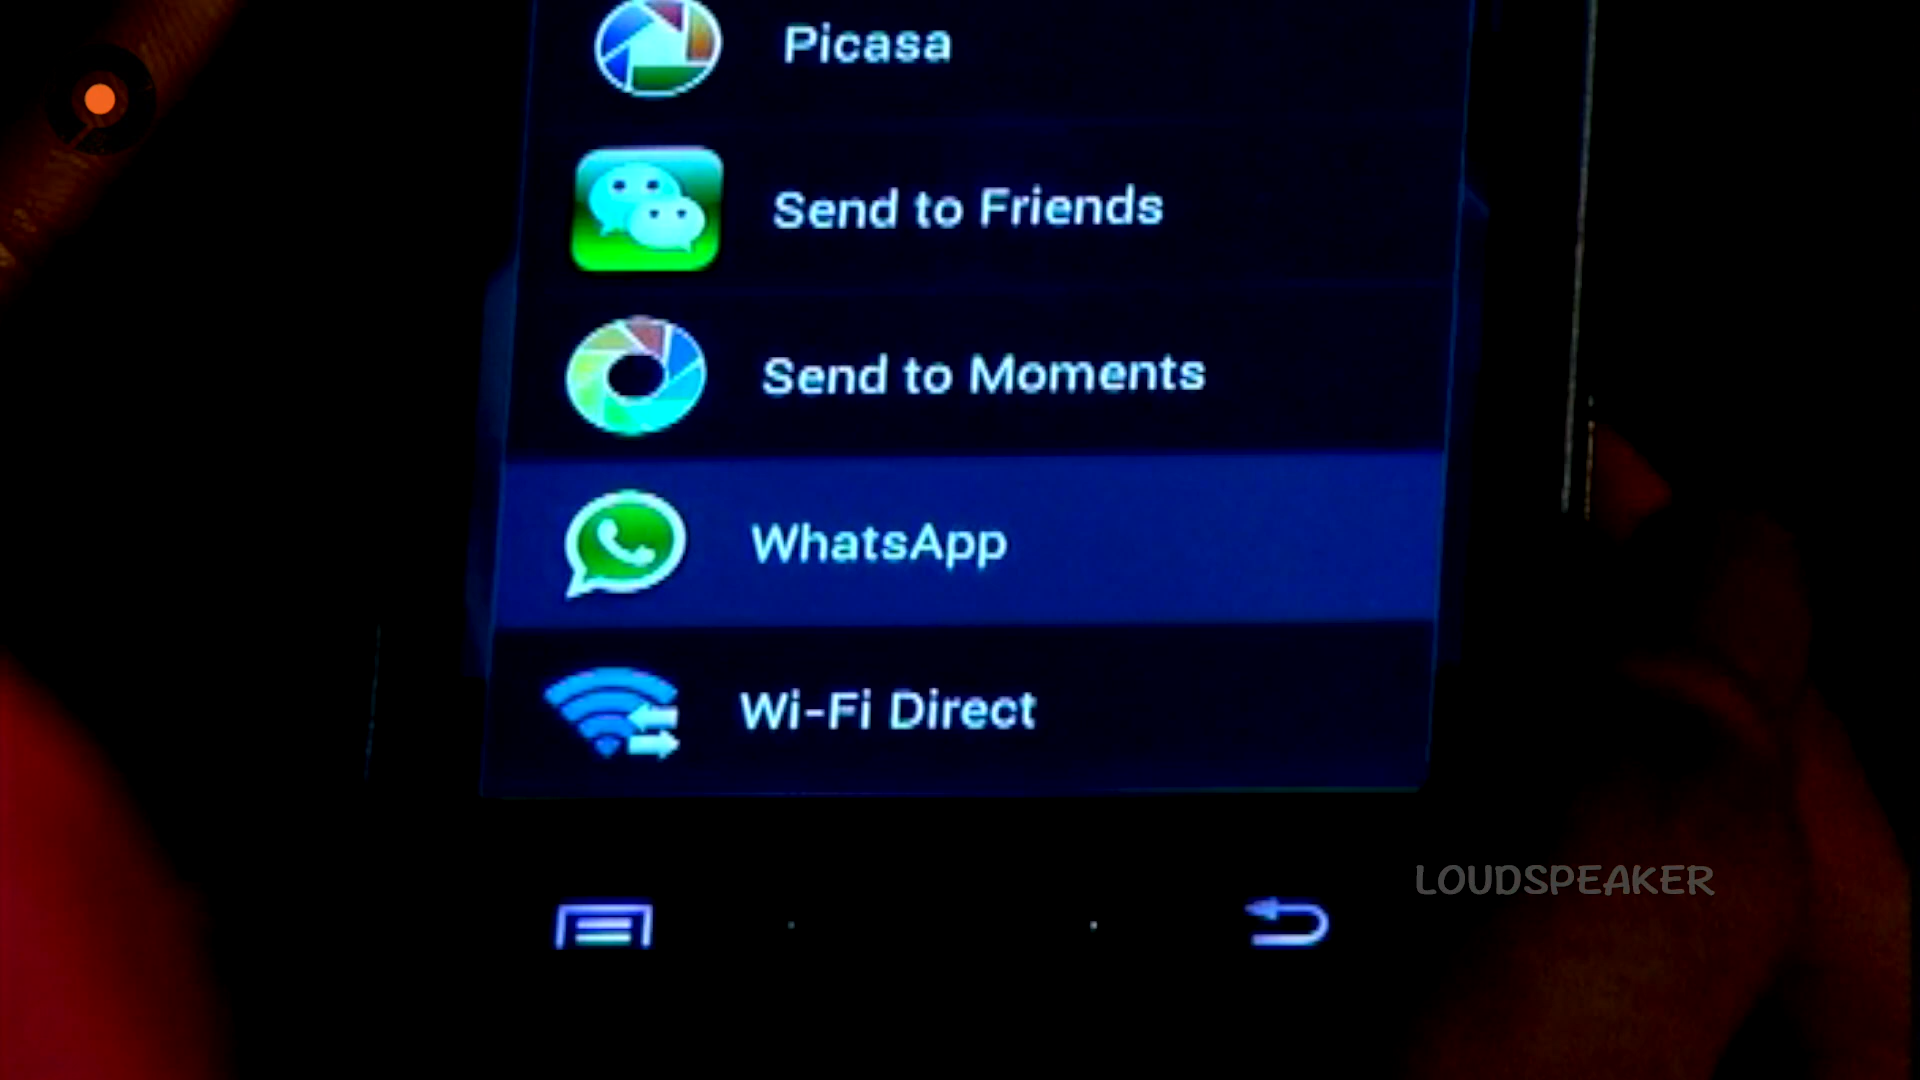 Picasa
Send to Friends
Send to Moments
WhatsApp
Wi-Fi Direct
LOUDSPEAKER